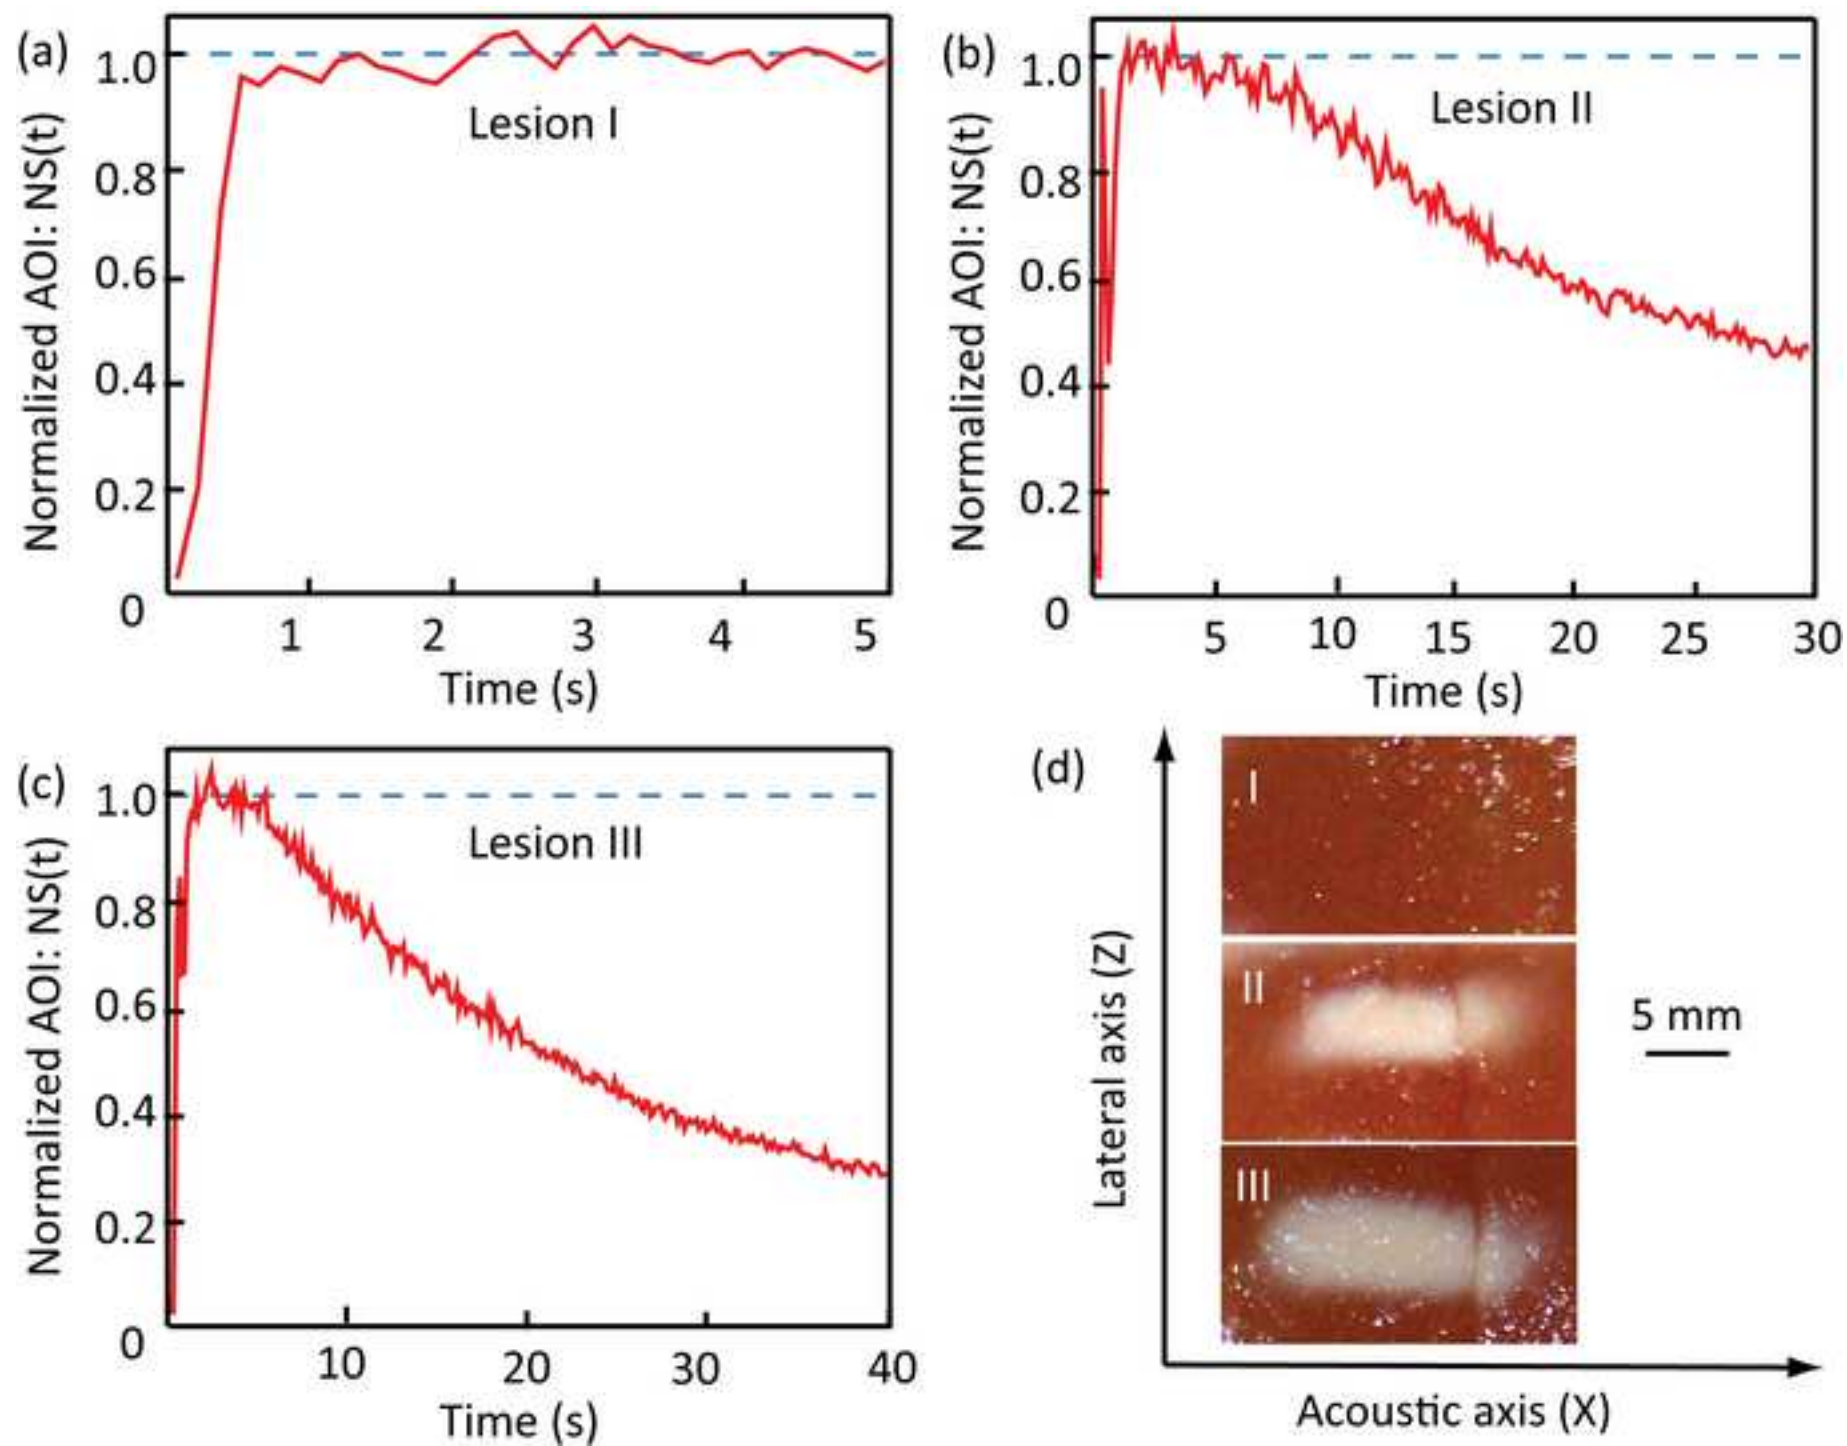 (a)
Normalized AOI: NS(t)
1.0
0.8
0.6
0.4
0.2
0
Lesion I
1 2 3 4 5
Time (s)
(b)
Normalized AOI: NS(t)
1.0
0.8
0.6
0.4
0.2
0
Lesion II
5 10 15 20 25 30
Time (s)
(c)
Normalized AOI: NS(t)
1.0
0.8
0.6
0.4
0.2
0
Lesion III
10 20 30 40
Time (s)
(d)
Lateral axis (Z)
I
II
III
5 mm
Acoustic axis (X)